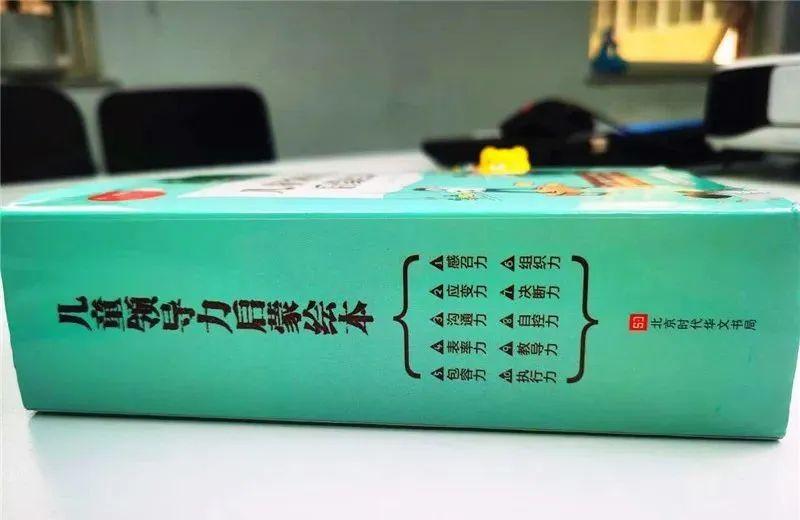 儿童领导力启蒙绘本
感召力
应变力
沟通力
表率力
包容力
组织力
决断力
自控力
教导力
执行力
北京时代华文书局